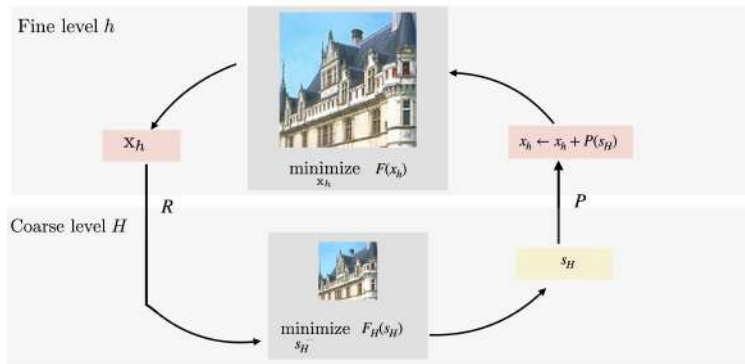 Fine level h
x_h
minimize F(x_h)
x_h
x_h ← x_h + P(s_H)
R
P
Coarse level H
s_H
minimize F_H(s_H)
s_H